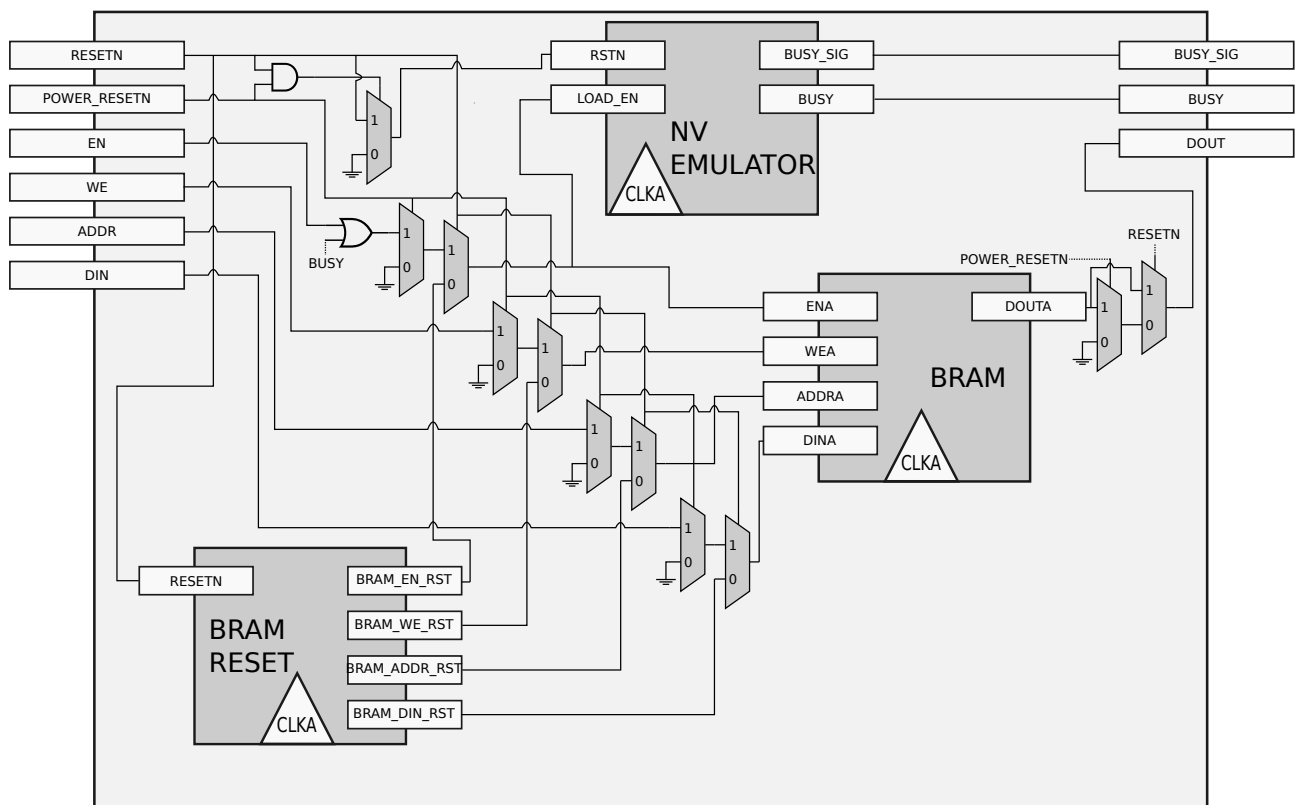 RESETN
POWER_RESETN
EN
WE
ADDR
DIN
1
0
RSTN
LOAD_EN
NV
EMULATOR
CLKA
BUSY_SIG
BUSY
BUSY_SIG
BUSY
DOUT
BUSY
1
0
1
0
1
0
1
0
1
0
1
0
1
0
1
0
ENA
WEA
ADDRA
DINA
BRAM
CLKA
DOUTA
POWER_RESETN
RESETN
1
0
1
0
RESETN
BRAM
RESET
CLKA
BRAM_EN_RST
BRAM_WE_RST
BRAM_ADDR_RST
BRAM_DIN_RST